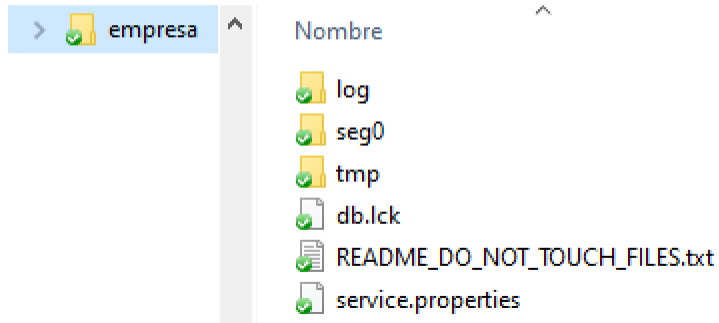 empresa
Nombre
log
seg0
tmp
db.lck
README_DO_NOT_TOUCH_FILES.txt
service.properties